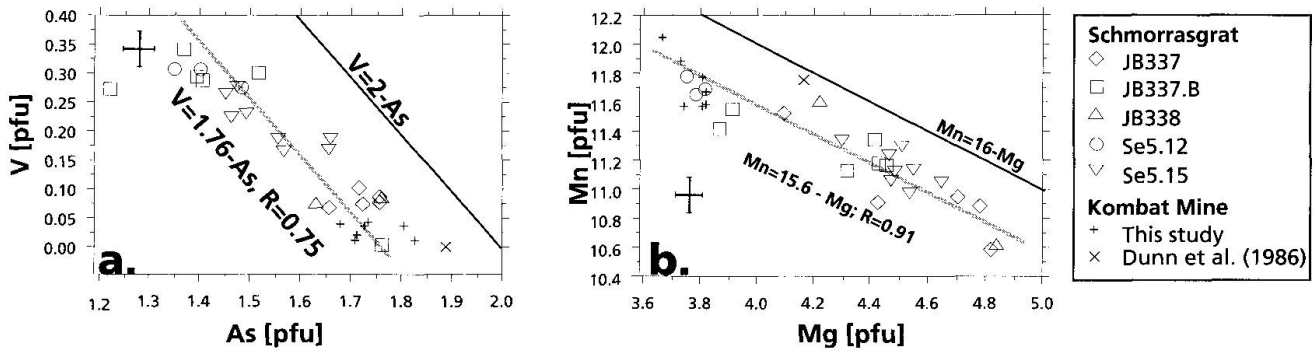 0.40
0.35
0.30
0.25
0.20
0.15
0.10
0.05
0.00
V [pfu]
V=2-As
V=1.76-As, R=0.75
a.
1.2 1.3 1.4 1.5 1.6 1.7 1.8 1.9 2.0
As [pfu]
12.2
12.0
11.8
11.6
11.4
11.2
11.0
10.8
10.6
10.4
Mn [pfu]
Mn=16-Mg
Mn=15.6 - Mg; R=0.91
b.
3.6 3.8 4.0 4.2 4.4 4.6 4.8 5.0
Mg [pfu]
Schmorrasgrat
JB337
JB337.B
JB338
Se5.12
Se5.15
Kombat Mine
This study
Dunn et al. (1986)